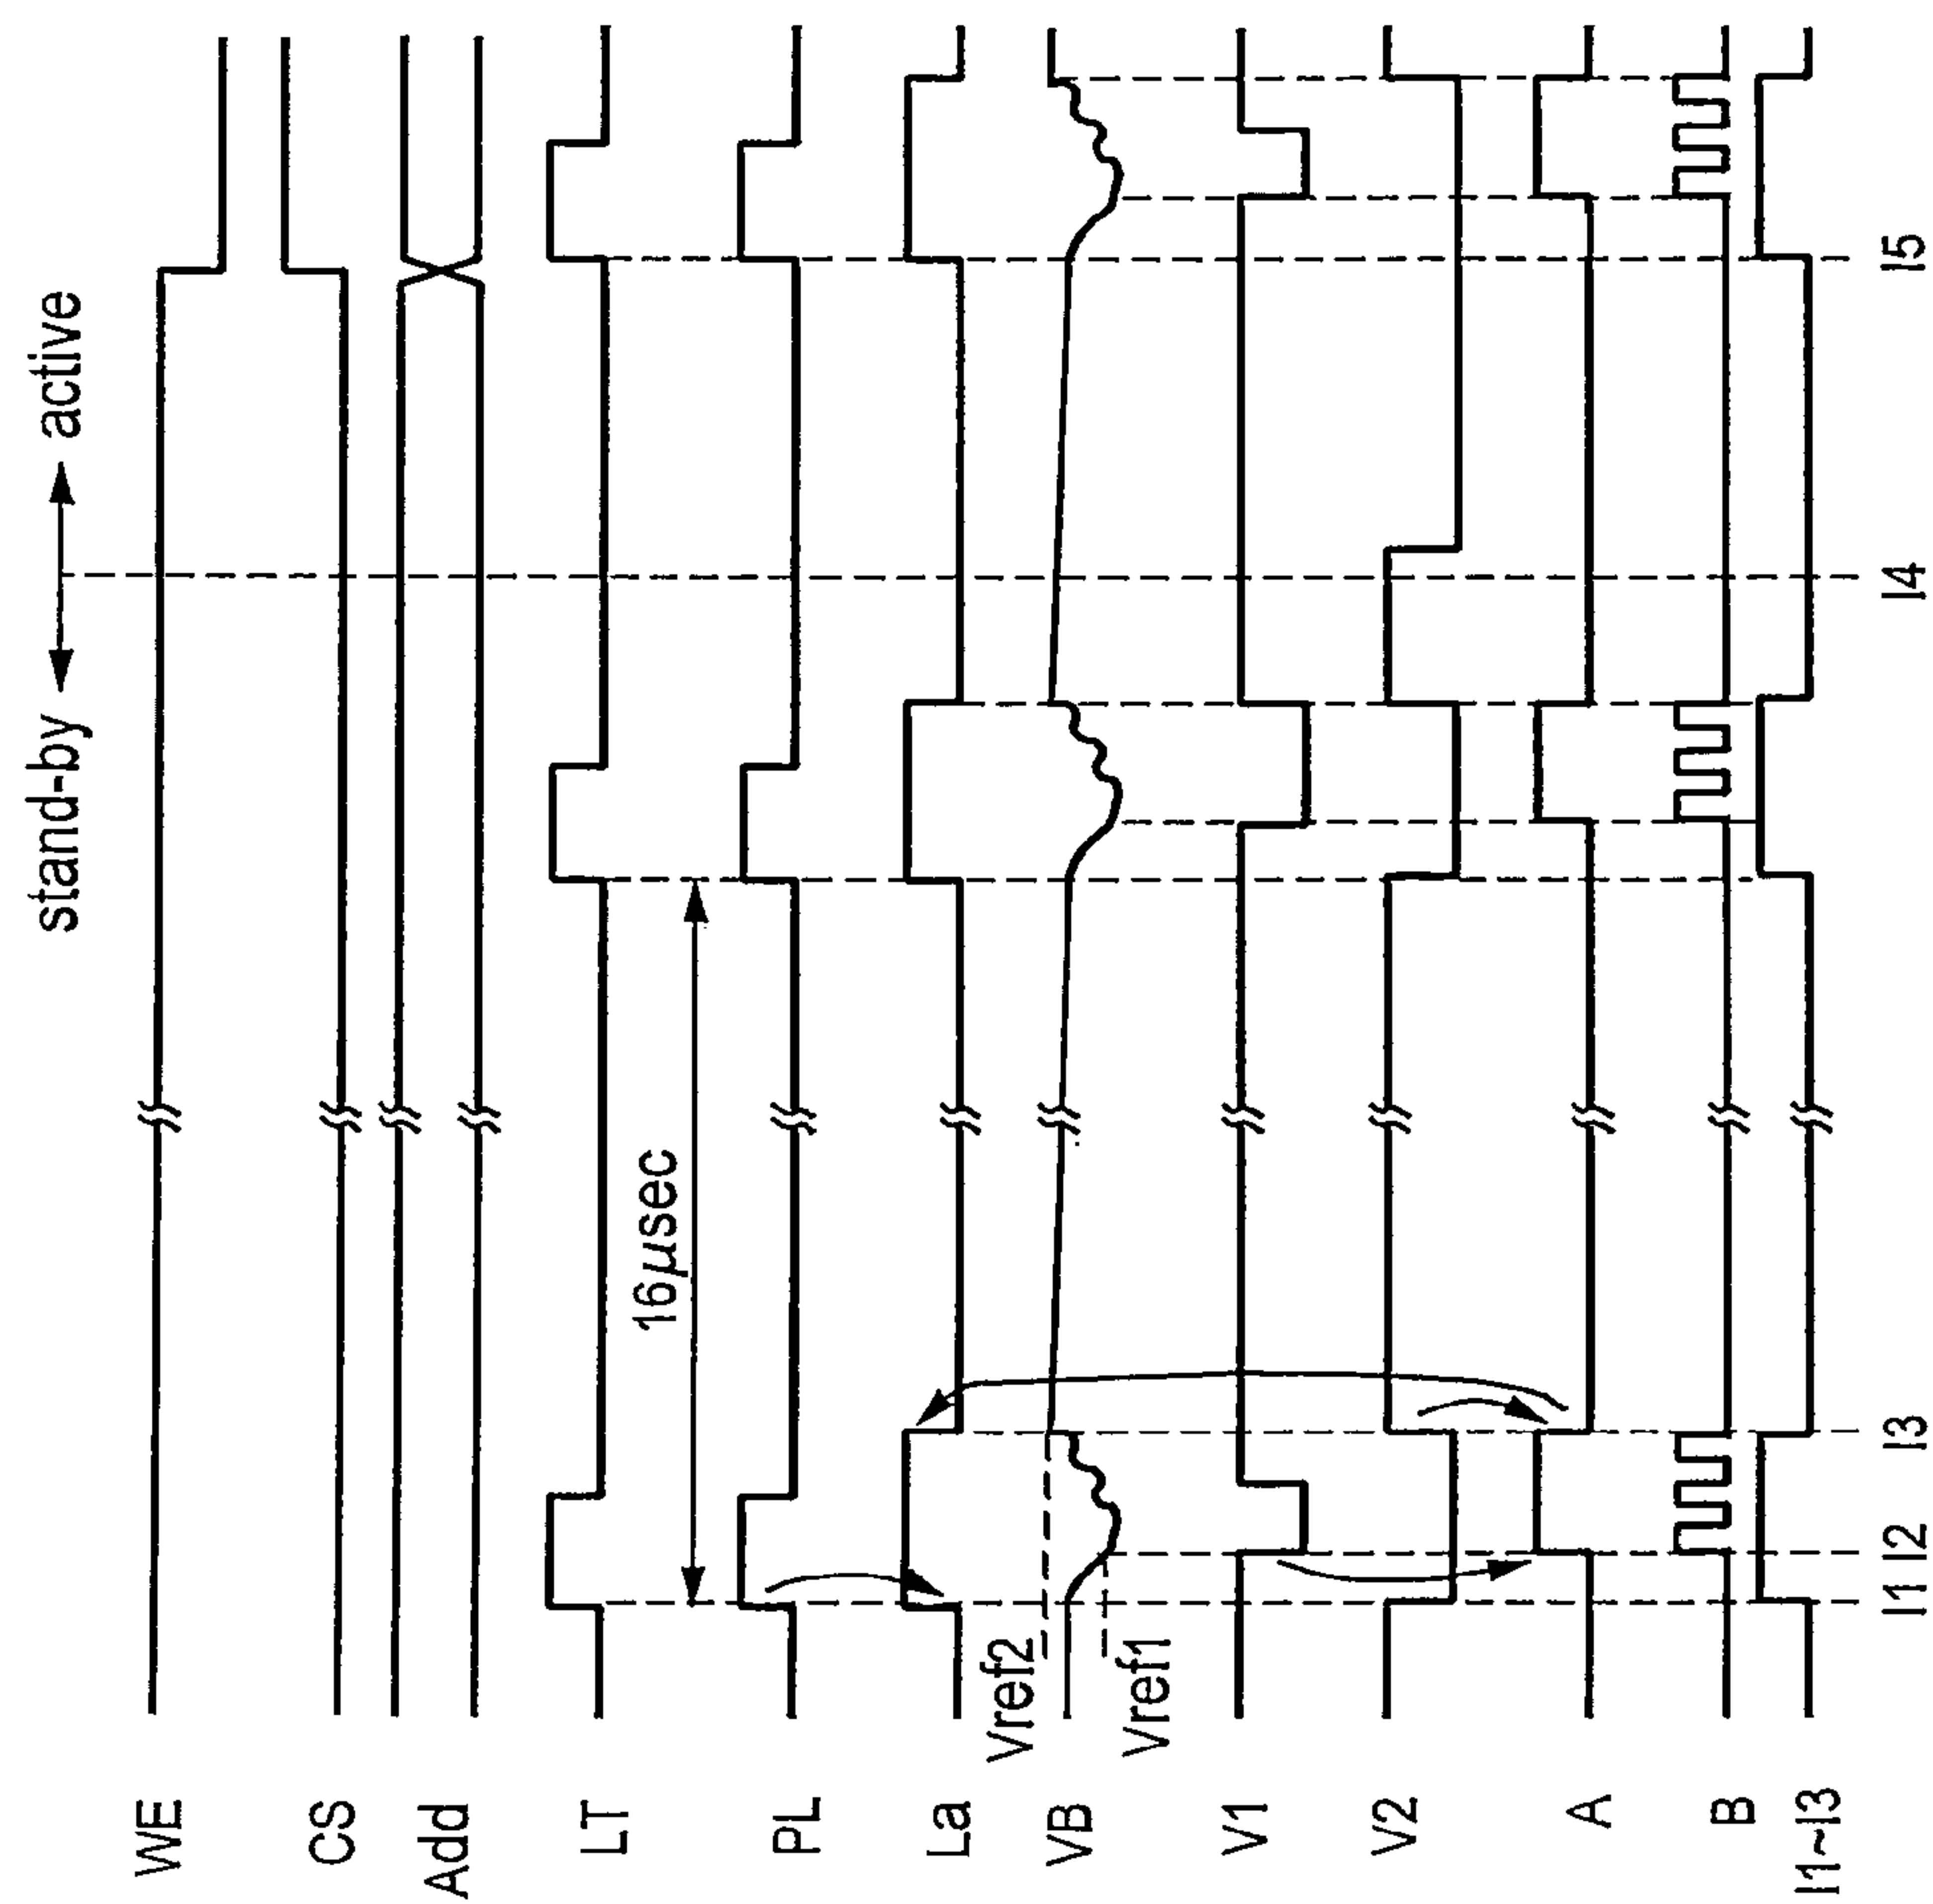 stand-by active
WE
CS
Add
LT
16μsec
PL
La
Vref2
VB
Vref1
V1
V2
A
B
I1~I3
I1 I2 I3 I4 I5